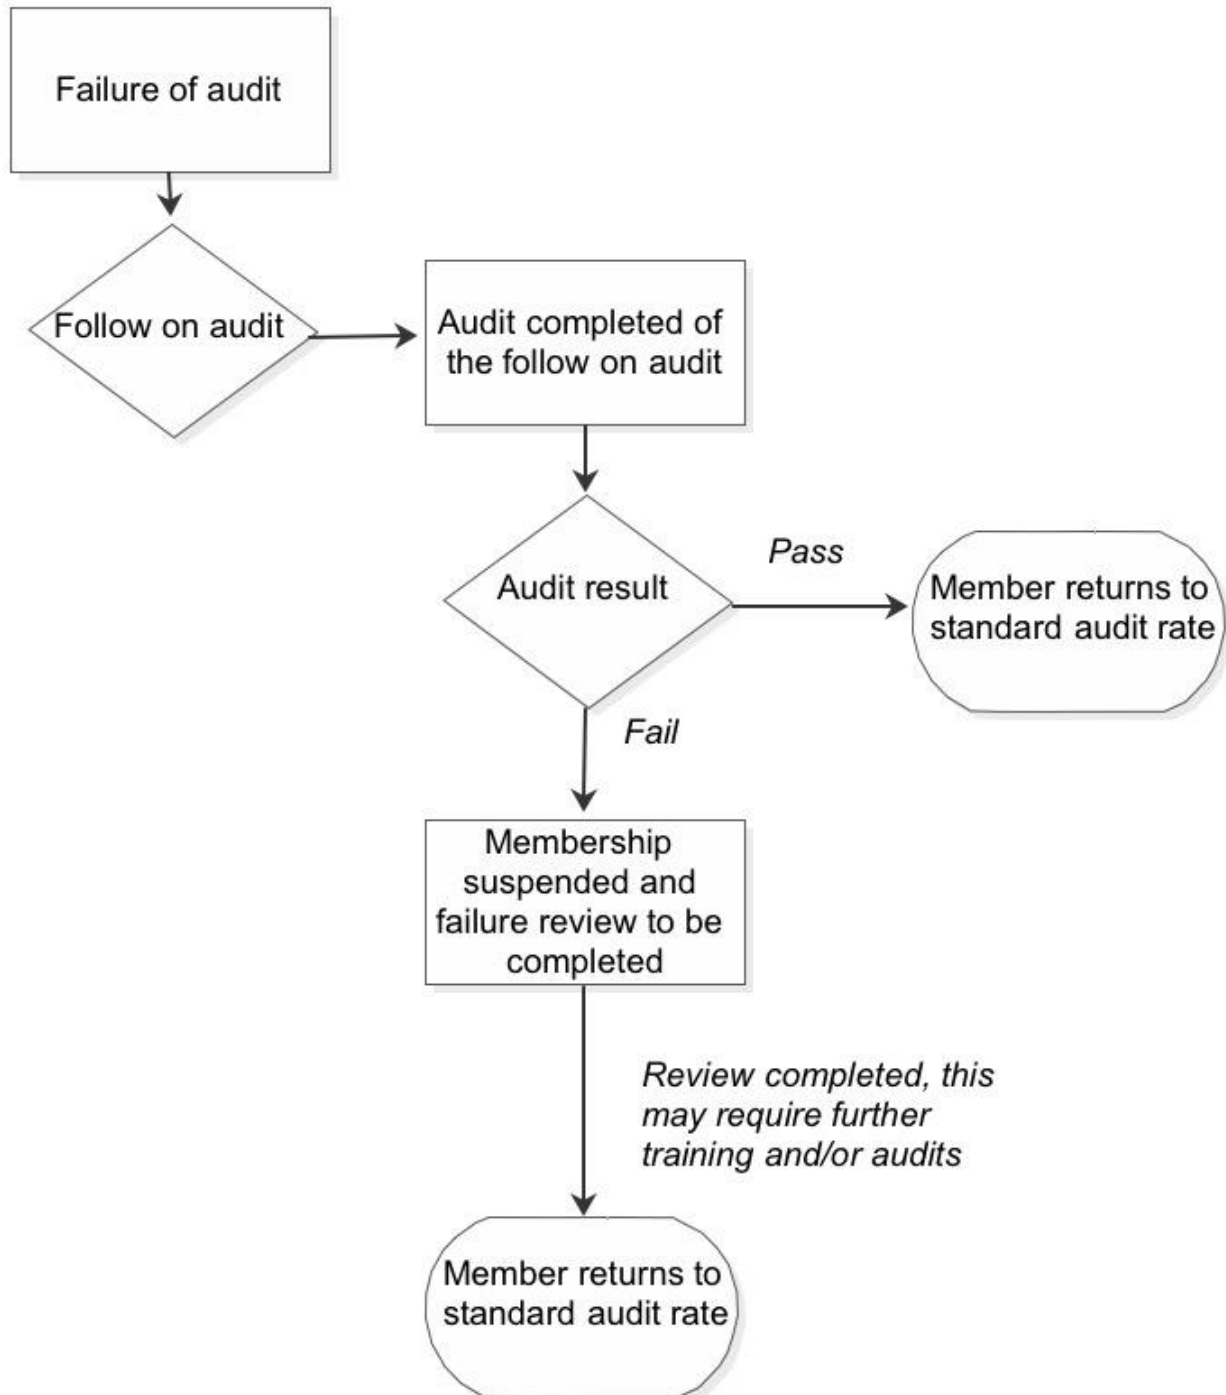 Failure of audit
Follow on audit
Audit completed of
the follow on audit
Audit result
Pass
Member returns to
standard audit rate
Fail
Membership
suspended and
failure review to be
completed
Review completed, this
may require further
training and/or audits
Member returns to
standard audit rate